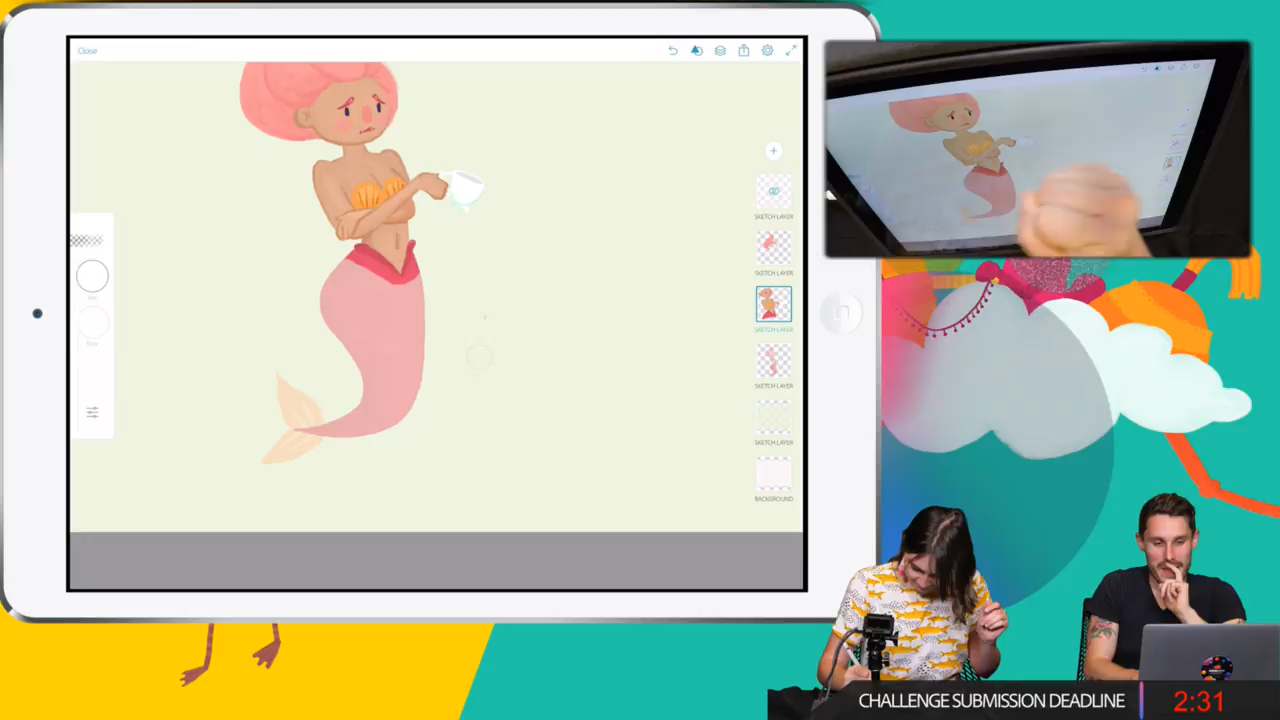 Close
SKETCH LAYER
SKETCH LAYER
SKETCH LAYER
SKETCH LAYER
SKETCH LAYER
BACKGROUND
CHALLENGE SUBMISSION DEADLINE
2:31